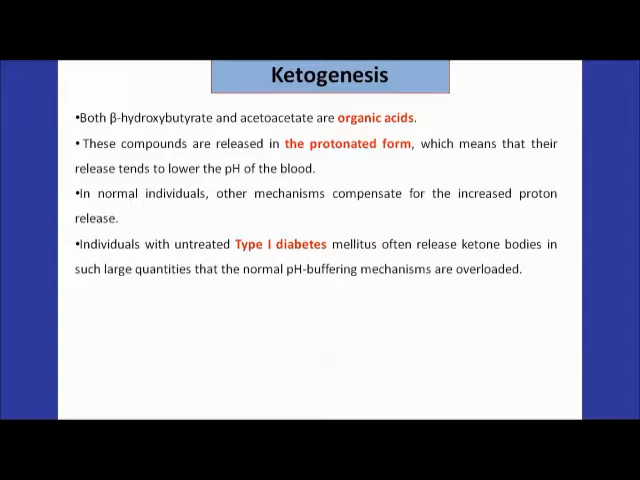 Ketogenesis
•Both β-hydroxybutyrate and acetoacetate are organic acids.
• These compounds are released in the protonated form, which means that their
release tends to lower the pH of the blood.
•In normal individuals, other mechanisms compensate for the increased proton
release.
•Individuals with untreated Type I diabetes mellitus often release ketone bodies in
such large quantities that the normal pH-buffering mechanisms are overloaded.